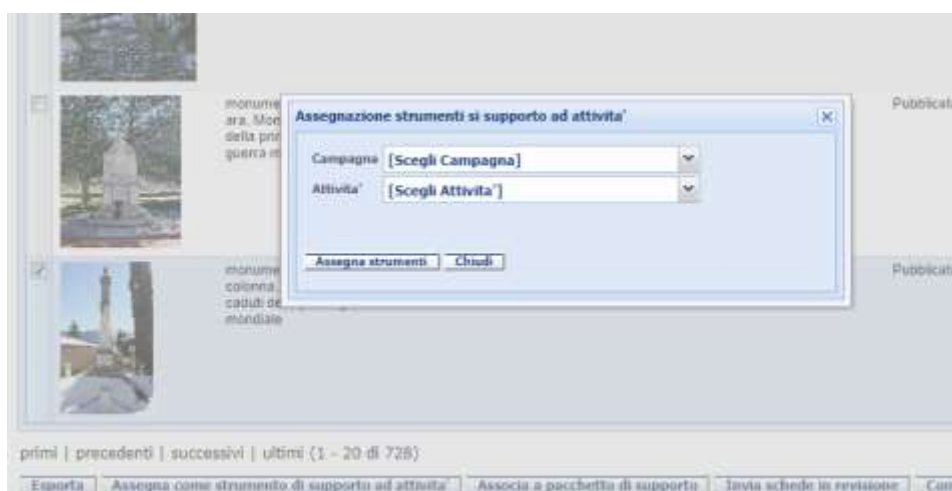 monume
ara. Mon
della prin
guerra m
Pubblicat
Assegnazione strumenti si supporto ad attivita'
Campagna [Scegli Campagna]
Attivita' [Scegli Attivita']
Assegna strumenti Chiudi
monume
colonna.
caduti de
mondiale
Pubblicat
primi | precedenti | successivi | ultimi (1 - 20 di 728)
Esporta Assegna come strumento di supporto ad attivita' Associa a pacchetto di supporto Invia schede in revisione